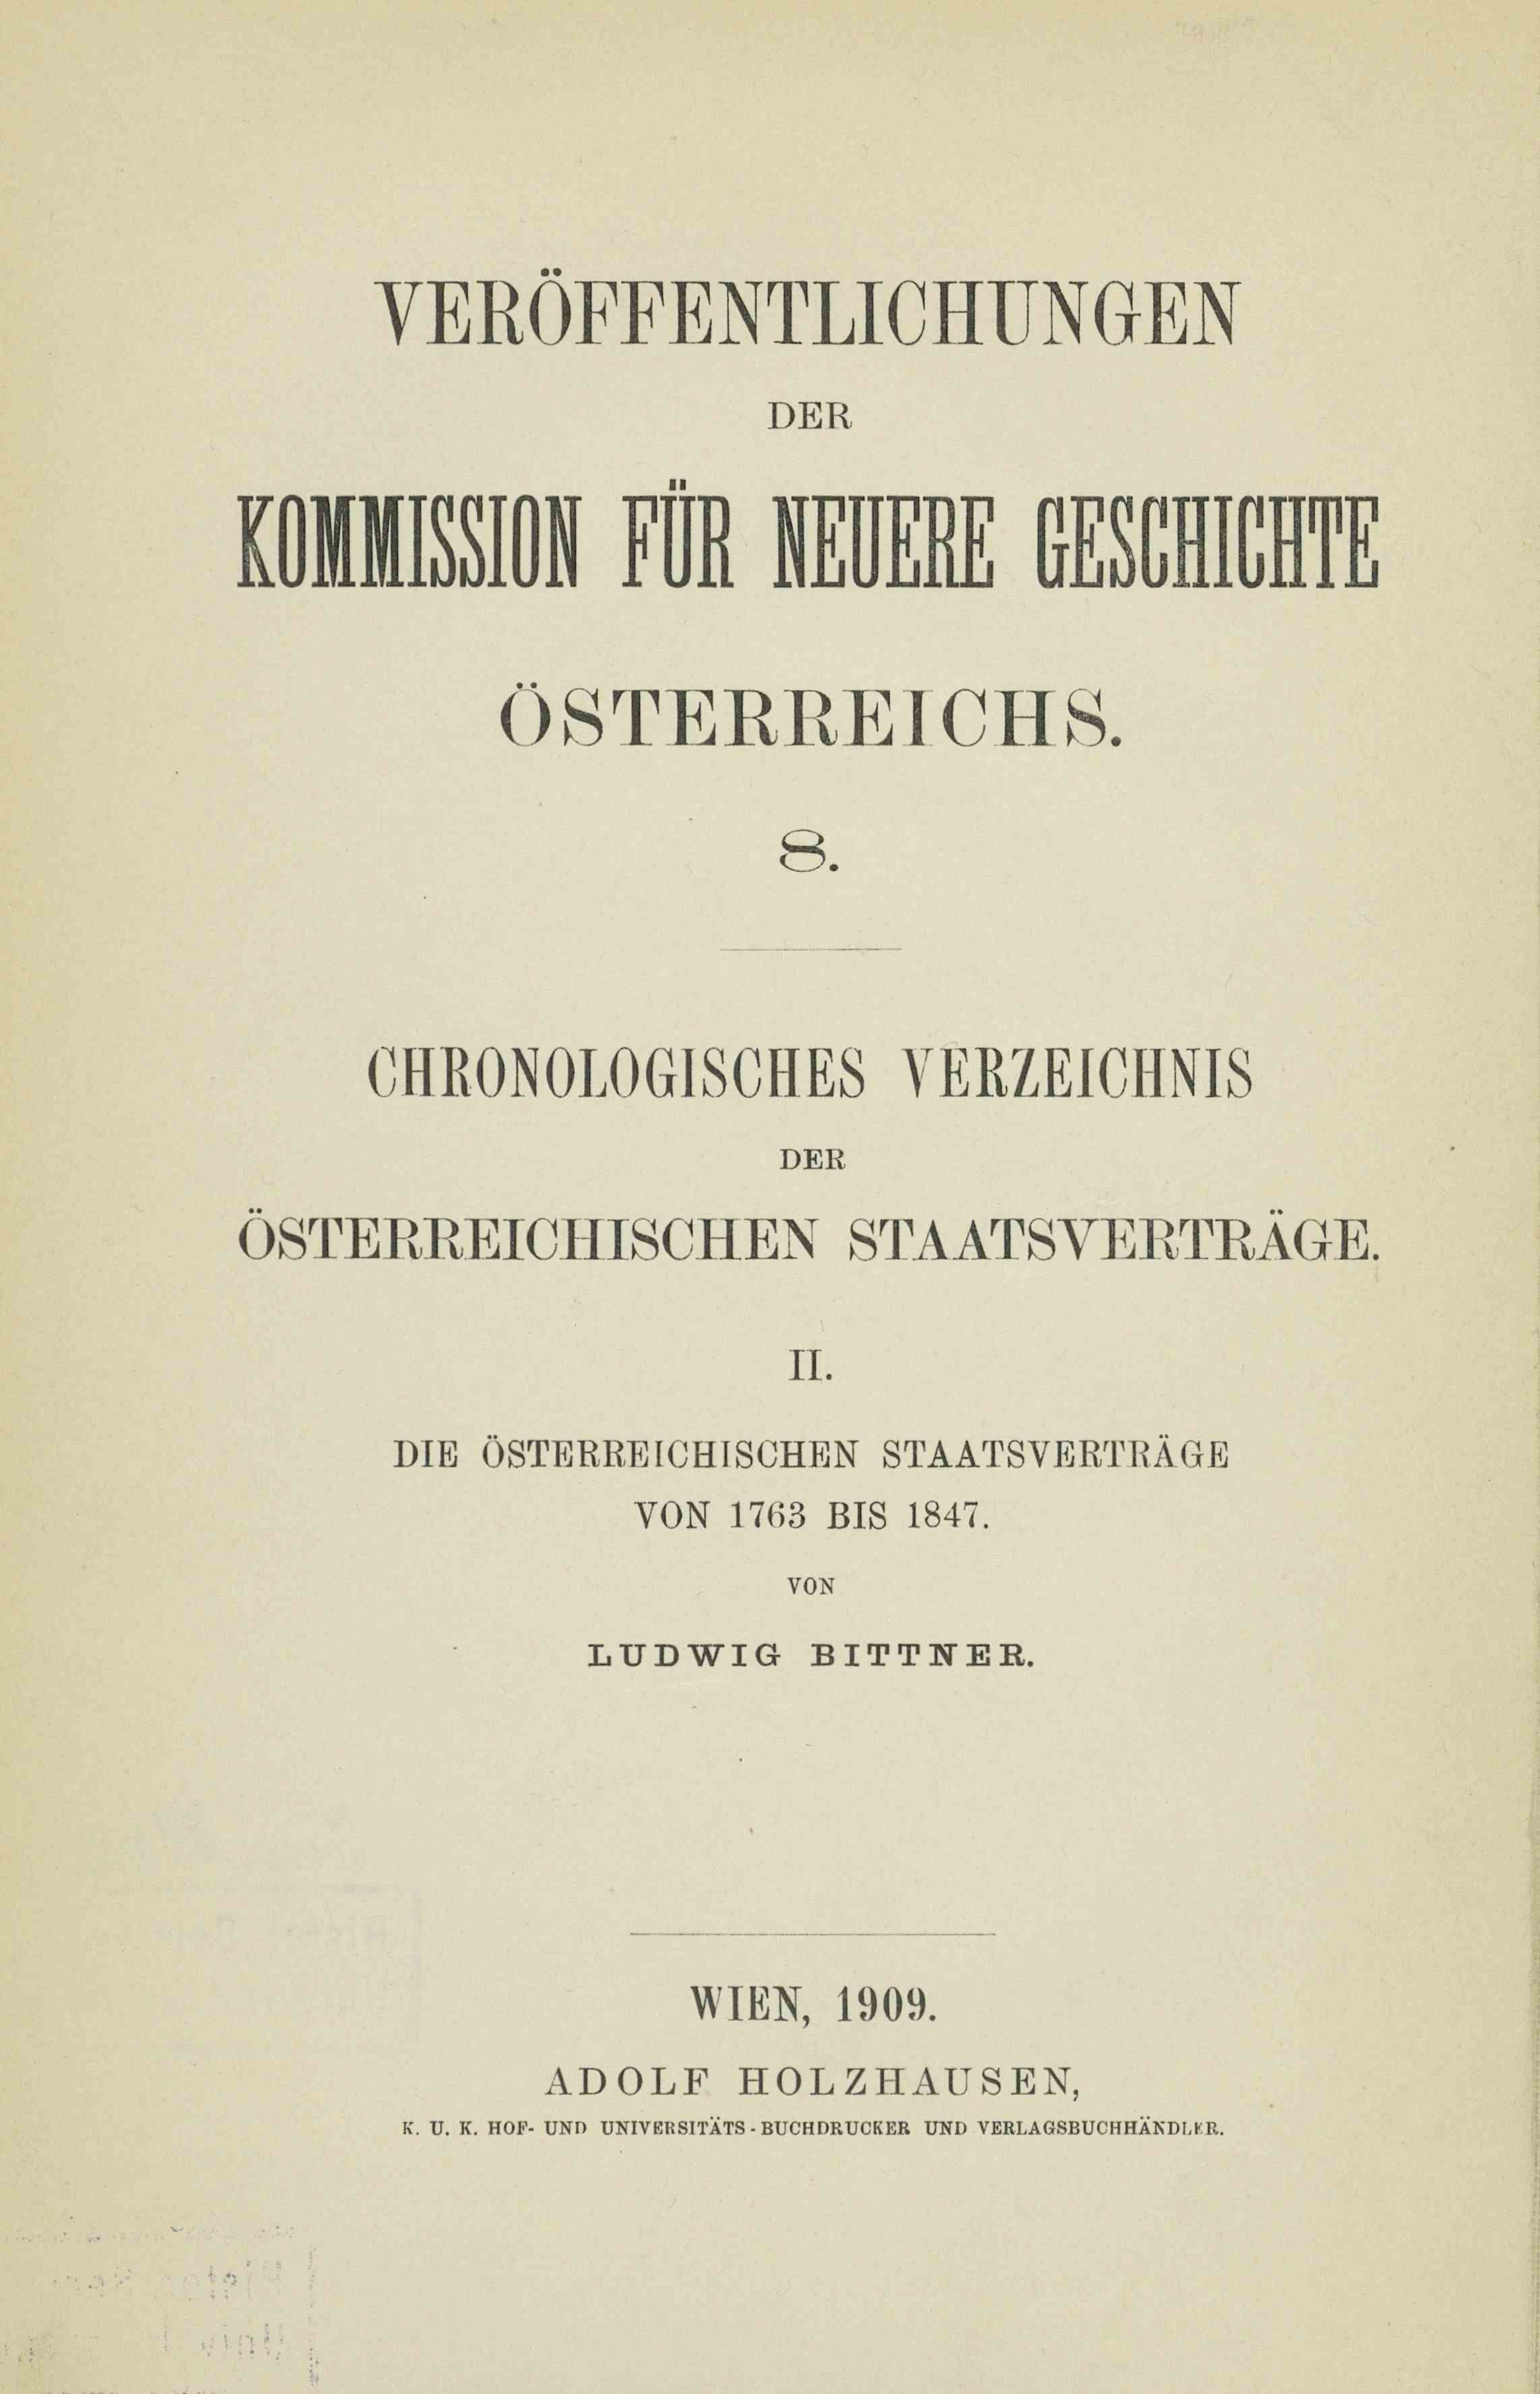 VERÖFFENTLICHUNGEN
DER
KOMMISSION FÜR NEUERE GESCHICHTE
ÖSTERREICHS.
8.
CHRONOLOGISCHES VERZEICHNIS
DER
ÖSTERREICHISCHEN STAATSVERTRÄGE.
II.
DIE ÖSTERREICHISCHEN STAATSVERTRÄGE
VON 1763 BIS 1847.
VON
LUDWIG BITTNER.
WIEN, 1909.
ADOLF HOLZHAUSEN,
K. U. K. HOF- UND UNIVERSITÄTS-BUCHDRUCKER UND VERLAGSBUCHHÄNDLER.